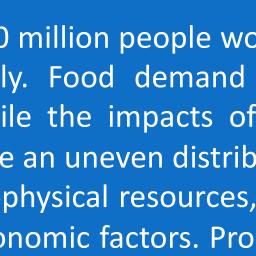 0 million people wo
ly. Food demand
ile the impacts of
e an uneven distrib
physical resources,
onomic factors. Pro